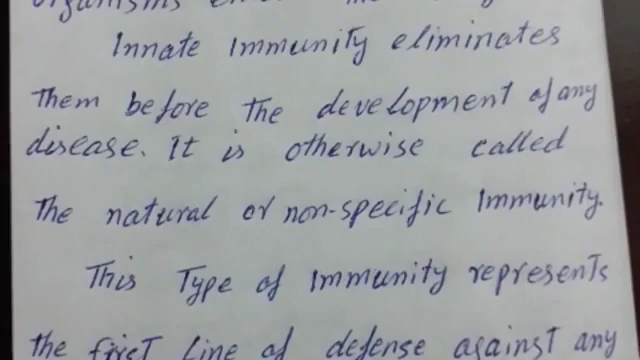 organisms
Innate Immunity eliminates
them before the development of any
disease. It is otherwise called
the natural or non-specific Immunity.
This Type of Immunity represents
the first line of defense against any